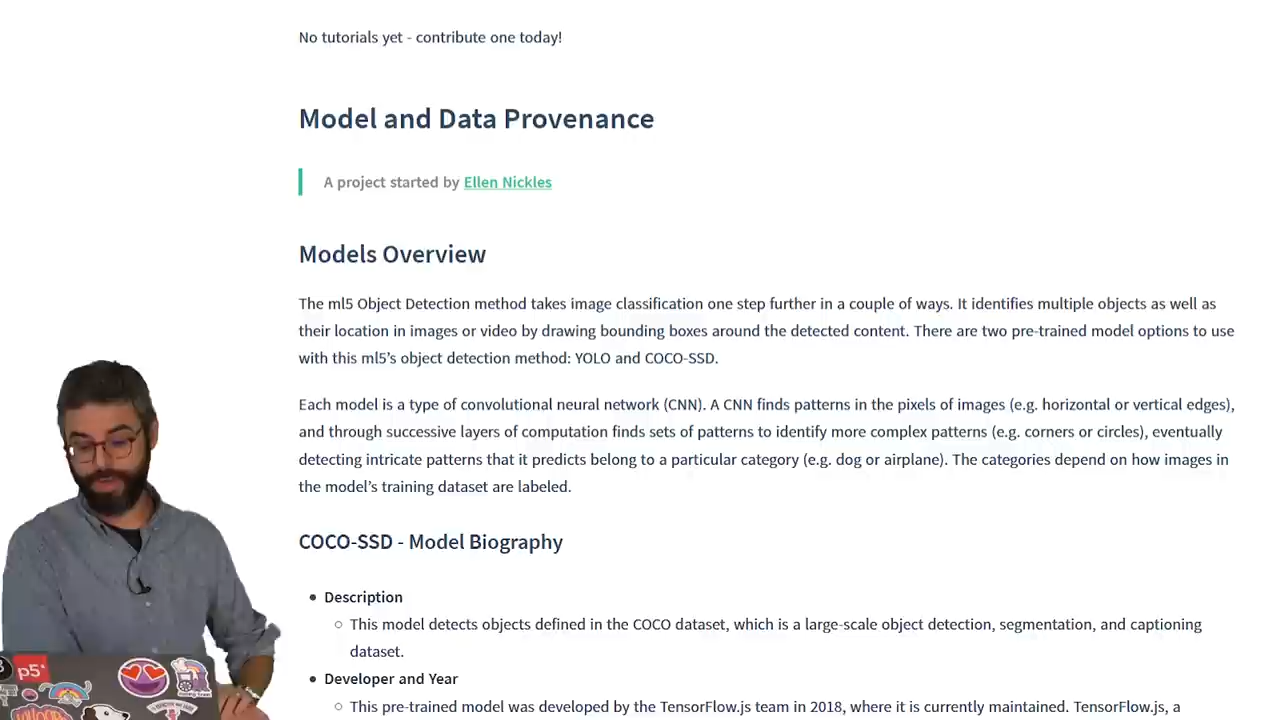 No tutorials yet - contribute one today!
Model and Data Provenance
A project started by Ellen Nickles
Models Overview
The ml5 Object Detection method takes image classification one step further in a couple of ways. It identifies multiple objects as well as
their location in images or video by drawing bounding boxes around the detected content. There are two pre-trained model options to use
with this ml5’s object detection method: YOLO and COCO-SSD.
Each model is a type of convolutional neural network (CNN). A CNN finds patterns in the pixels of images (e.g. horizontal or vertical edges),
and through successive layers of computation finds sets of patterns to identify more complex patterns (e.g. corners or circles), eventually
detecting intricate patterns that it predicts belong to a particular category (e.g. dog or airplane). The categories depend on how images in
the model’s training dataset are labeled.
COCO-SSD - Model Biography
Description
This model detects objects defined in the COCO dataset, which is a large-scale object detection, segmentation, and captioning
dataset.
Developer and Year
This pre-trained model was developed by the TensorFlow.js team in 2018, where it is currently maintained. TensorFlow.js, a
p5*